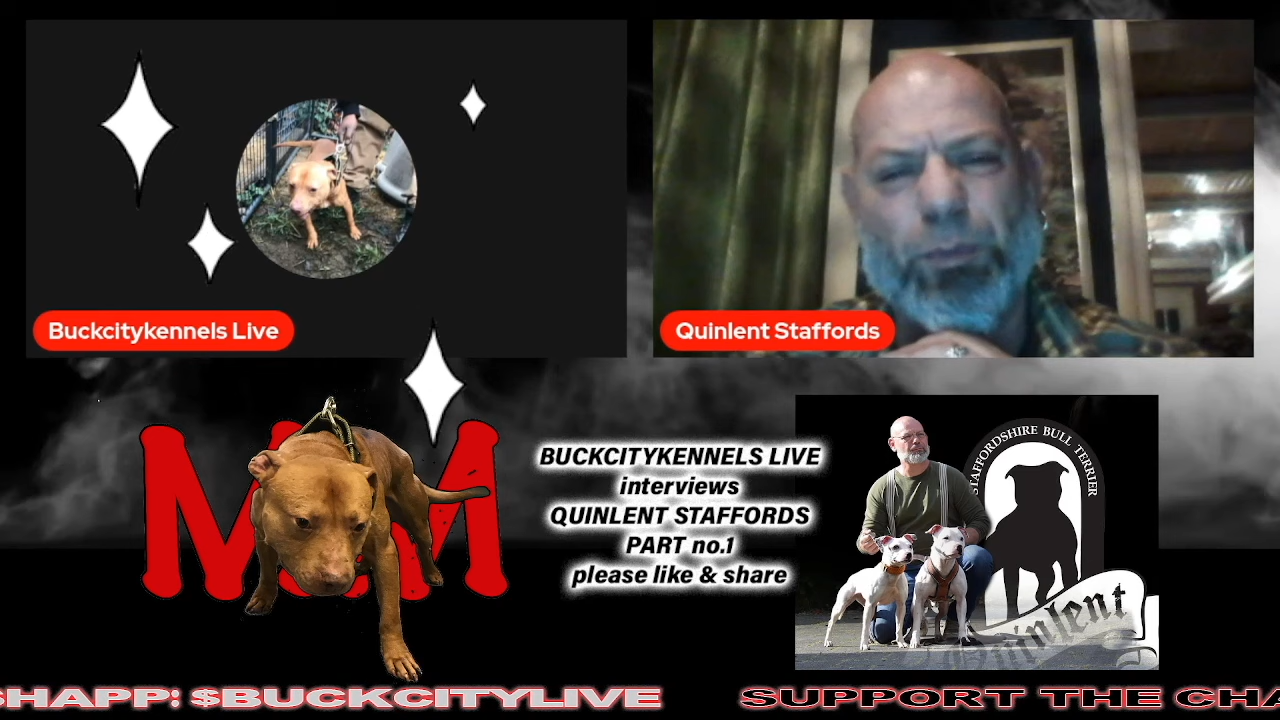 Buckcitykennels Live
Quinlent Staffords
BUCKCITYKENNELS LIVE
interviews
QUINLENT STAFFORDS
PART no.1
please like & share
STAFFORDSHIRE BULL TERRIER
Quinlent
SHAPP: $BUCKCITYLIVE SUPPORT THE CHA